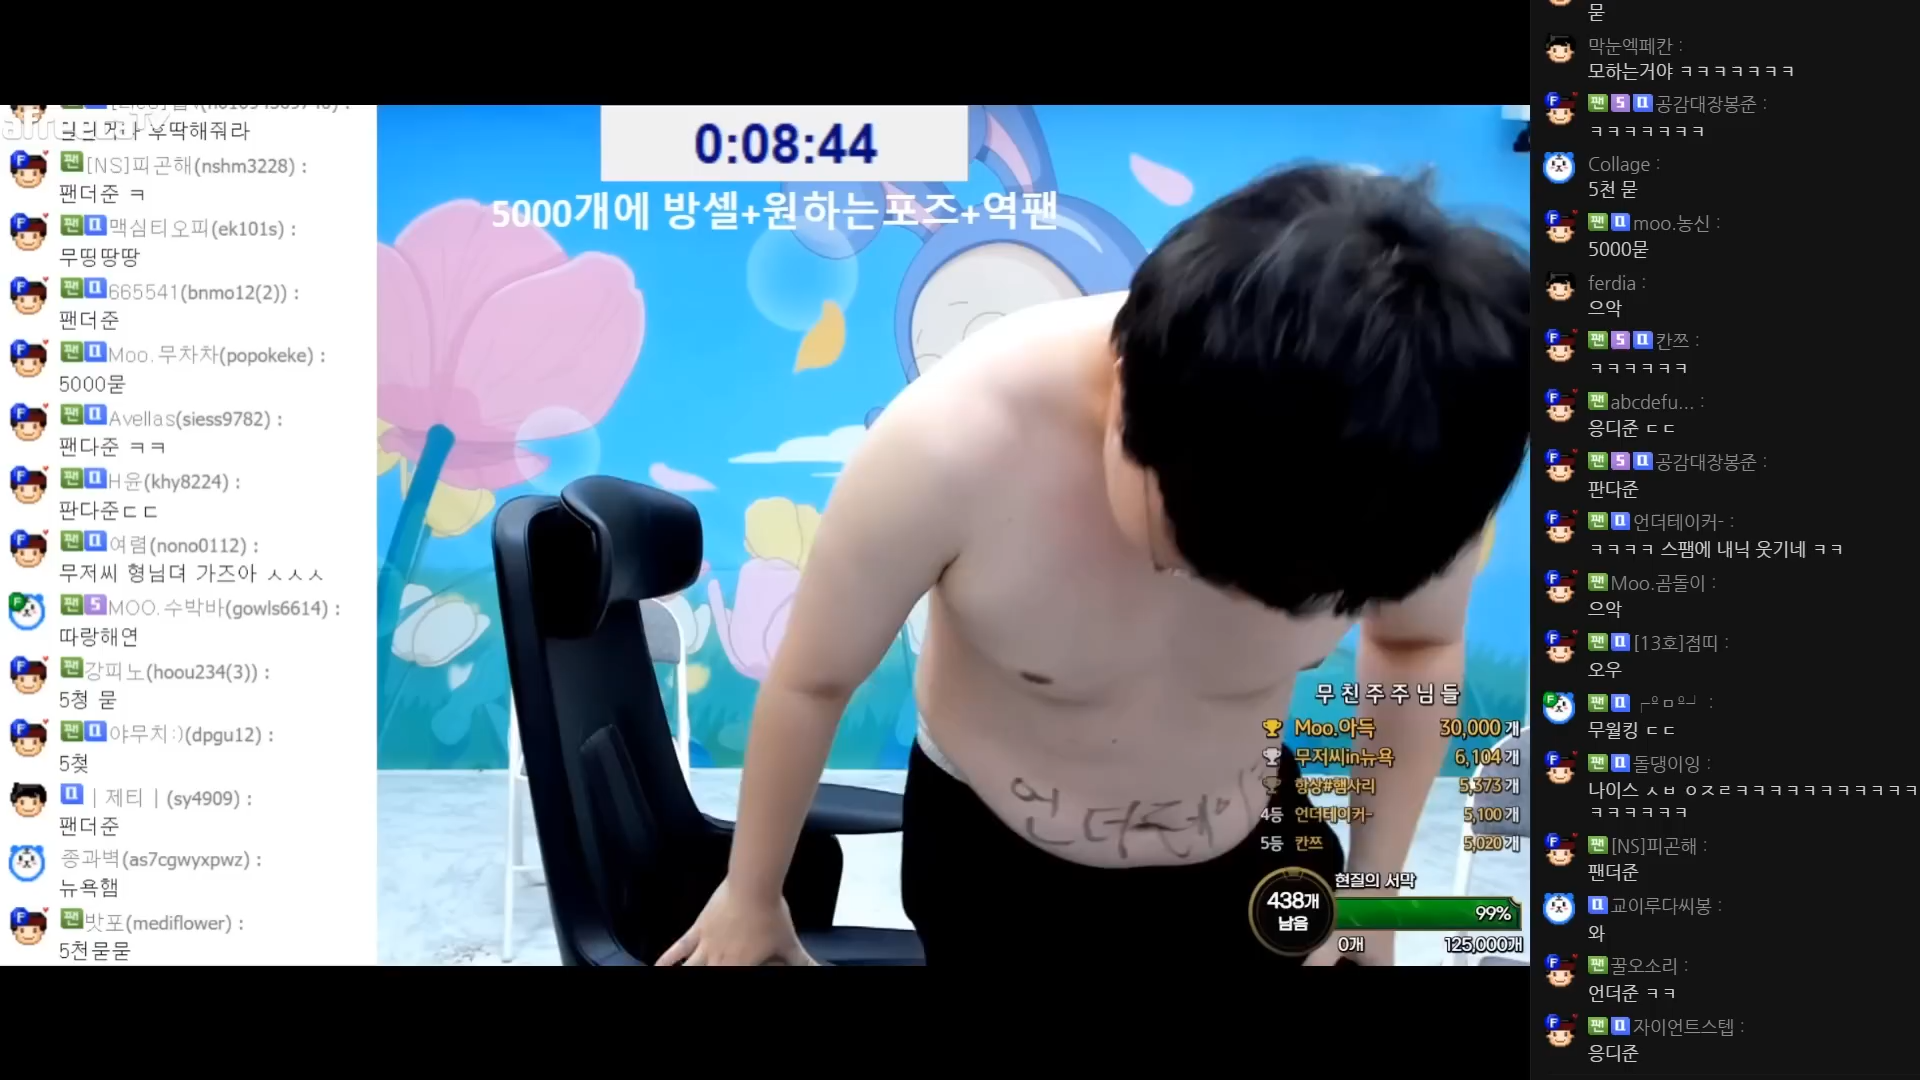 후딱해줘라
[NS]피곤해(nshm3228) :
팬더준 ㅋ
맥심티오피(ek101s) :
무띵땅땅
665541(bnmo12(2)) :
팬더준
Moo.무차차(popokeke) :
5000묻
Avellas(siess9782) :
팬다준 ㅋㅋ
H윤(khy8224) :
판다준ㄷㄷ
여렴(nono0112) :
무저씨 형님뎌 가즈아 ㅅㅅㅅ
MOO.수박바(gowls6614) :
따랑해연
강피노(hoou234(3)) :
5청 묻
야무치:)(dpgu12) :
5쳊
| 제티 |(sy4909) :
팬더준
종과벽(as7cgwyxpwz) :
뉴욕햄
밧포(mediflower) :
5천묻묻
0:08:44
5000개에 방셀+원하는포즈+역팬
언더테이
무친주주님들
Moo.아득 30,000개
무저씨in뉴욕 6,104개
항상#햄사리 5,373개
4등 언더테이커- 5,100개
5등 칸쯔 5,020개
현질의 서막
438개
남음
99%
0개 125,000개
묻
막눈엑페칸 :
모하는거야 ㅋㅋㅋㅋㅋㅋㅋ
공감대장봉준 :
ㅋㅋㅋㅋㅋㅋㅋ
Collage :
5천 묻
moo.농신 :
5000묻
ferdia :
으악
칸쯔 :
ㅋㅋㅋㅋㅋㅋ
abcdefu... :
응디준 ㄷㄷ
공감대장봉준 :
판다준
언더테이커- :
ㅋㅋㅋㅋ 스팸에 내닉 웃기네 ㅋㅋ
Moo.곰돌이 :
으악
[13호]점띠 :
오우
┌ºㅁº┘ :
무월킹 ㄷㄷ
돌댕이잉 :
나이스 ㅅㅂ ㅇㅈㄹㅋㅋㅋㅋㅋㅋㅋㅋㅋㅋㅋ
ㅋㅋㅋㅋㅋㅋ
[NS]피곤해 :
팬더준
교이루다씨봉 :
와
꿀오소리 :
언더준 ㅋㅋ
자이언트스텝 :
응디준